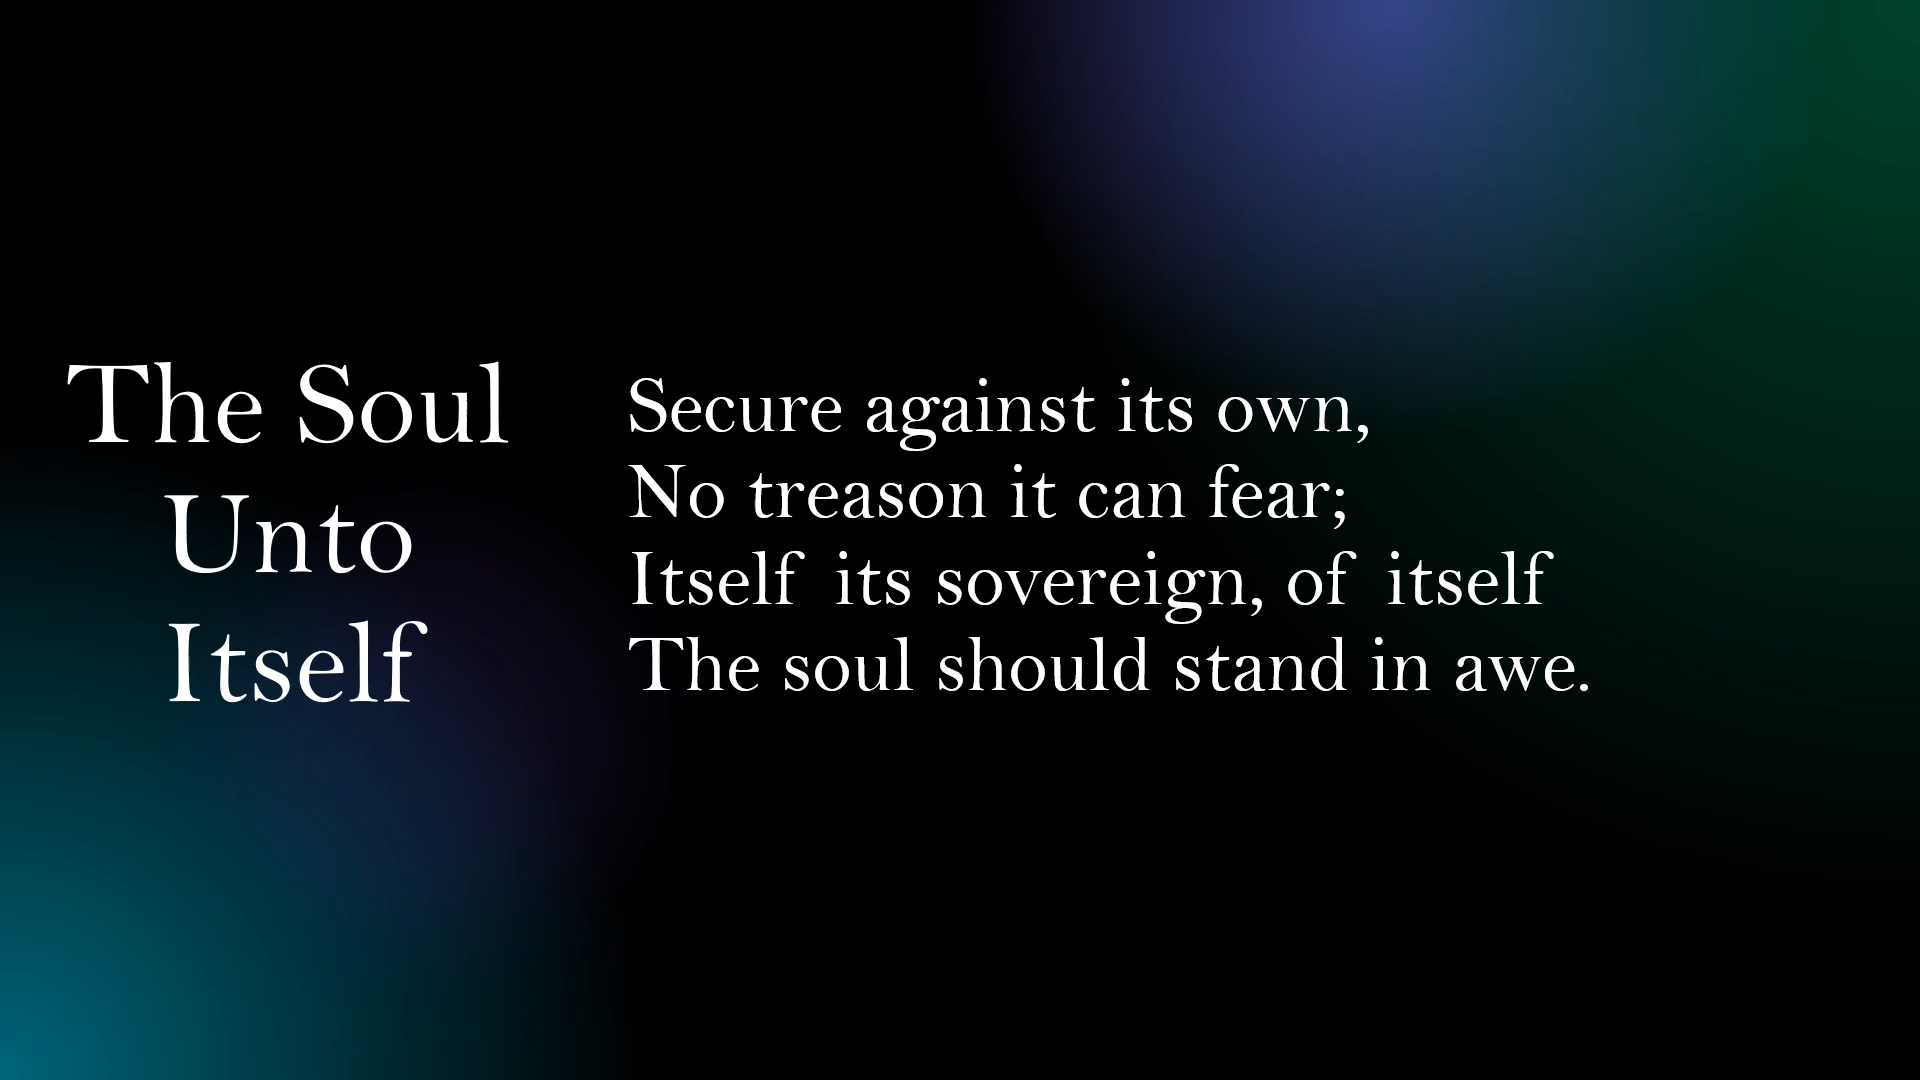 The Soul
Unto
Itself
Secure against its own,
No treason it can fear;
Itself its sovereign, of itself
The soul should stand in awe.